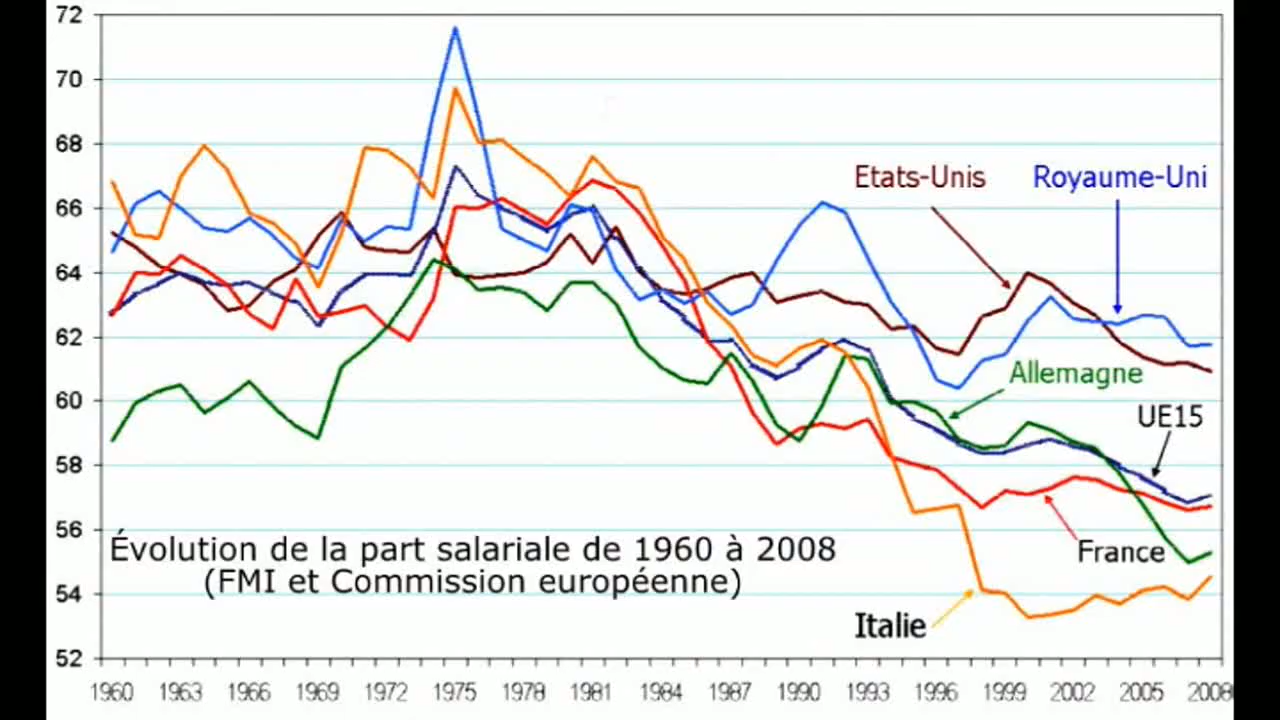 72
70
68
66
64
62
60
58
56
54
52
Etats-Unis
Royaume-Uni
Allemagne
UE15
France
Italie
Évolution de la part salariale de 1960 à 2008
(FMI et Commission européenne)
1960 1963 1966 1969 1972 1975 1978 1981 1984 1987 1990 1993 1996 1999 2002 2005 2008